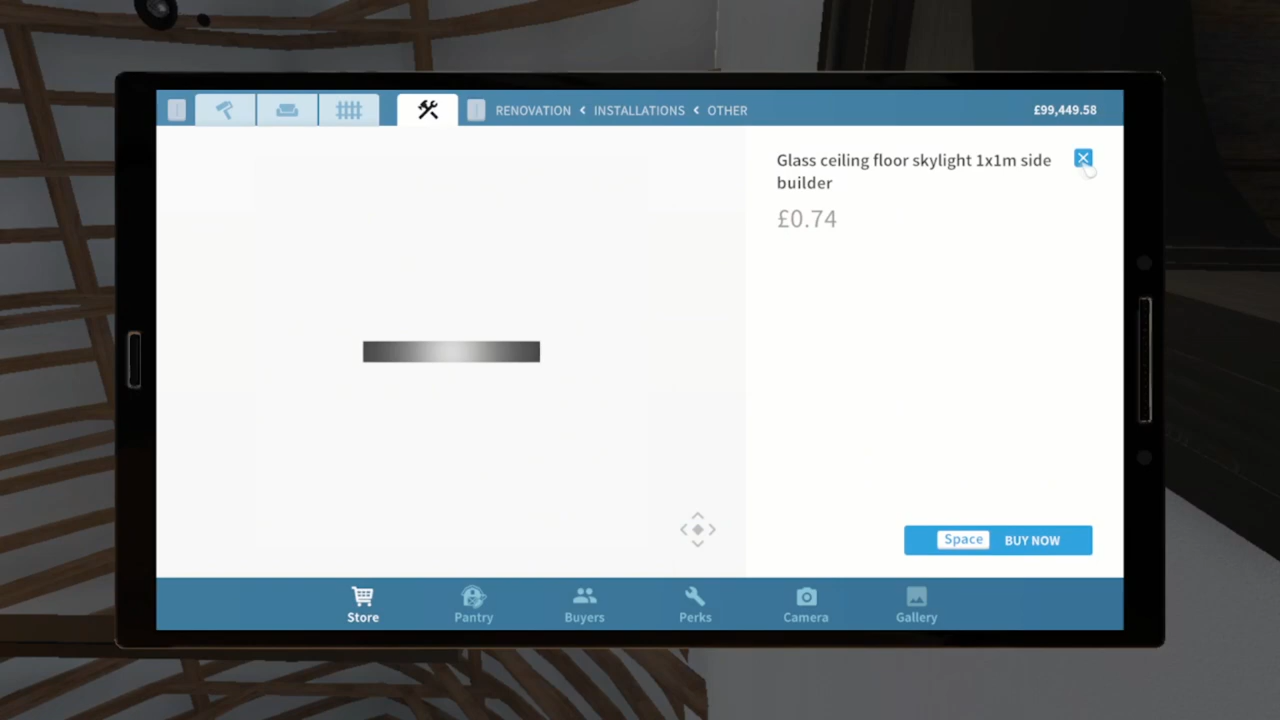 RENOVATION < INSTALLATIONS < OTHER
£99,449.58
Glass ceiling floor skylight 1x1m side
builder
£0.74
Space BUY NOW
Store Pantry Buyers Perks Camera Gallery